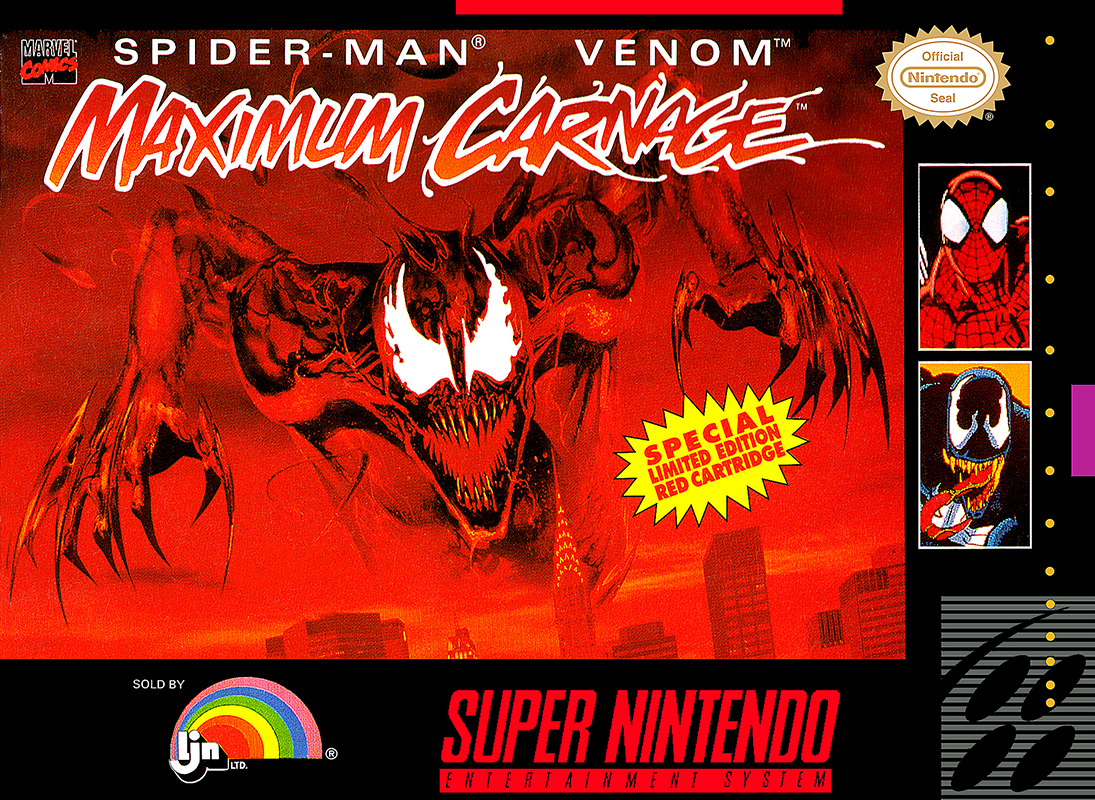 MARVEL
COMICS
M
SPIDER-MAN® VENOM™
MAXIMUM CARNAGE™
Official
Nintendo®
Seal
®
SPECIAL
LIMITED EDITION
RED CARTRIDGE
SOLD BY
ljn
LTD.
®
SUPER NINTENDO
ENTERTAINMENT SYSTEM